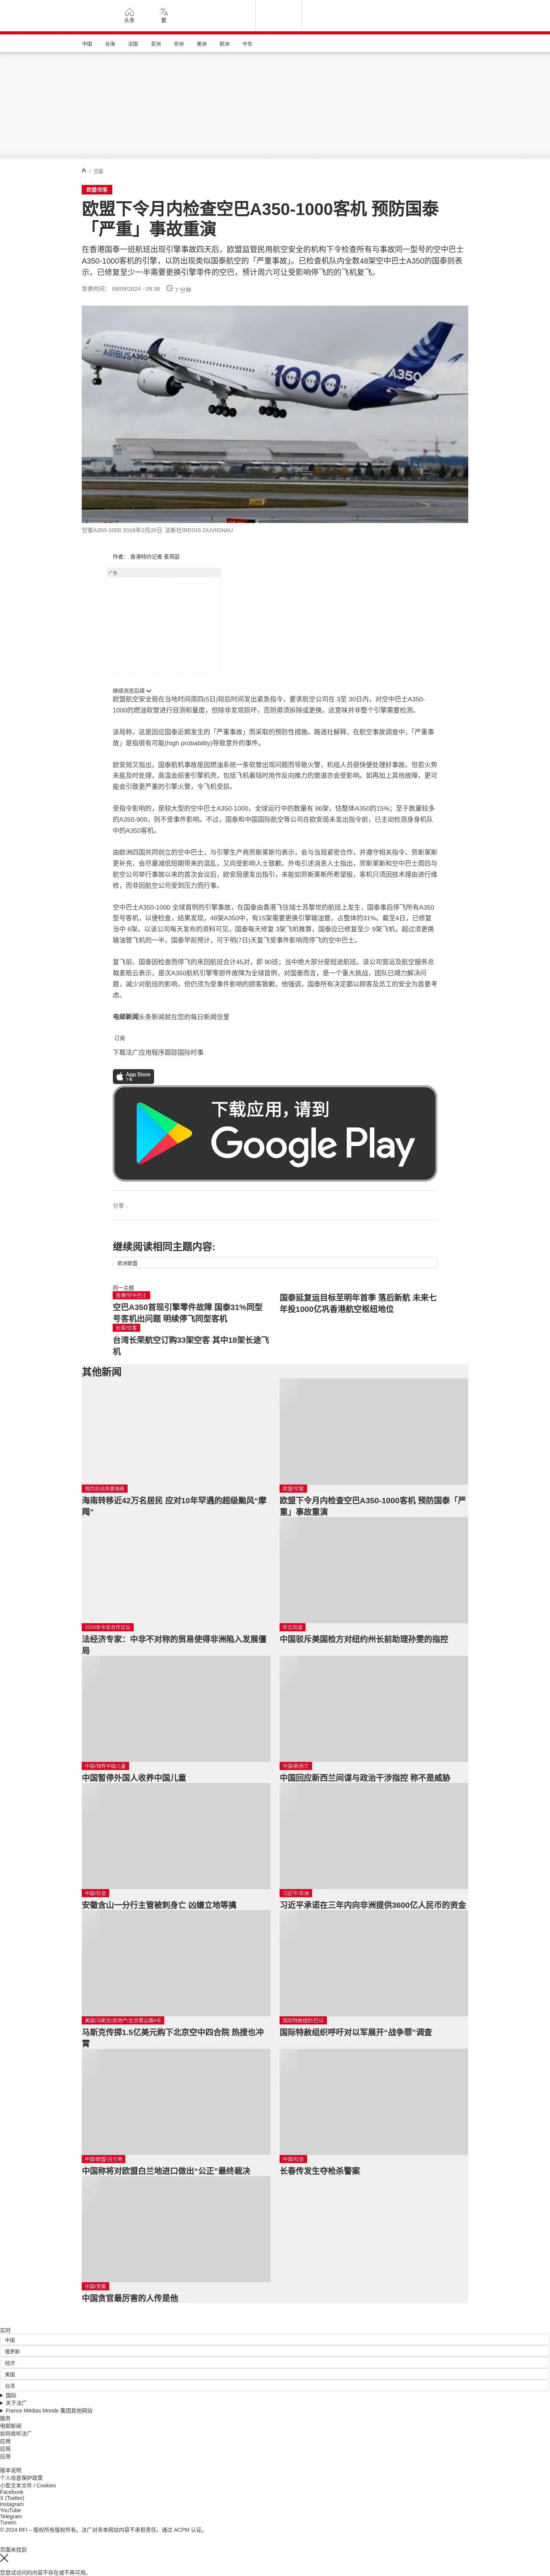 头条
繁
中国
台海
法国
亚洲
非洲
美洲
欧洲
中东
/ 中国
欧盟/空客
欧盟下令月内检查空巴A350-1000客机 预防国泰
「严重」事故重演
在香港国泰一班航班出现引擎事故四天后，欧盟监管民用航空安全的机构下令检查所有与事故同一型号的空中巴士
A350-1000客机的引擎，以防出现类似国泰航空的「严重事故」。已检查机队内全数48架空中巴士A350的国泰则表
示，已修复至少一半需要更换引擎零件的空巴，预计周六可让受影响停飞的的飞机复飞。
发表时间： 06/09/2024 - 09:36
7 分钟
AIRBUS A350
A350
空客A350-1000 2018年2月20日 法新社/REGIS DUVIGNAU
作者： 香港特约记者 麦燕庭
广告
继续浏览后续
欧盟航空安全局在当地时间周四(5日)较后时间发出紧急指令，要求航空公司在 3至 30日内，对空中巴士A350-
1000的燃油软管进行目测和量度，但除非发现损坏，否则毋须拆除或更换。这意味并非整个引擎需要检测。
该局称，这是因应国泰近期发生的「严重事故」而采取的预防性措施。路透社解释，在航空事故调查中，「严重事
故」是指很有可能(high probability)导致意外的事件。
欧安局又指出，国泰航机事故是因燃油系统一条软管出现问题而导致火警，机组人员很快便处理好事故。但若火势
未能及时处理，高温会损害引擎机壳，包括飞机着陆时用作反向推力的管道亦会受影响。如再加上其他故障，更可
能会引致更严重的引擎火警，令飞机受损。
受指令影响的，是较大型的空中巴士A350-1000，全球运行中的数量有 86架，估整体A350的15%；至于数量较多
的A350-900，则不受事件影响。不过，国泰和中国国际航空等公司在欧安局未发出指令前，已主动检测身身机队
中的A350客机。
由欧洲四国共同创立的空中巴士，与引擎生产商劳斯莱斯均表示，会与当局紧密合作，并遵守相关指令。劳斯莱斯
更补充，会尽量减低短期带来的混乱，又向受影响人士致歉。外电引述消息人士指出，劳斯莱斯和空中巴士周四与
航空公司举行事故以来的首次会议后，欧安局便发出指引，未能如劳斯莱斯所希望般，客机只须因技术理由进行维
修，而非因航空公司受到压力而行事。
空中巴士A350-1000 全球首例的引擎事故，在国泰由香港飞往瑞士苏黎世的航班上发生，国泰事后停飞所有A350
型号客机，以便检查，结果发现，48架A350中，有15架需要更换引擎输油管，占整体的31%。截至4日，已修复
当中 6架。以该公司每天发布的资料可见，国泰每天修复 3架飞机推算，国泰应已修复至少 9架飞机，超过须更换
输油管飞机的一半。国泰早前预计，可于明(7日)天复飞受事件影响而停飞的空中巴士。
复飞前，国泰因检查而停飞的来回航班合计45对，即 90班；当中绝大部分是短途航班。该公司营运及航空服务总
裁麦皓云表示，是次A350航机引擎零部件故障为全球首例，对国泰而言，是一个重大挑战，团队已竭力解决问
题，减少对航班的影响，但仍须为受事件影响的顾客致歉。他强调，国泰所有决定都以顾客及员工的安全为首要考
虑。
电邮新闻头条新闻就在您的每日新闻信里
订阅
下载法广应用程序跟踪国际时事
App Store
下载
下载应用，请到
Google Play
分享 :
继续阅读相同主题内容:
欧洲联盟
同一主题
香港/空中巴士
空巴A350首现引擎零件故障 国泰31%同型
号客机出问题 明续停飞同型客机
国泰延复运目标至明年首季 落后新航 未来七
年投1000亿巩香港航空枢纽地位
长荣/空客
台湾长荣航空订购33架空客 其中18架长途飞
机
其他新闻
强烈台风将袭海南
海南转移近42万名居民 应对10年罕遇的超级颱风“摩
羯”
欧盟/空客
欧盟下令月内检查空巴A350-1000客机 预防国泰「严
重」事故重演
2024年中非合作论坛
法经济专家：中非不对称的贸易使得非洲陷入发展僵
局
外交风波
中国驳斥美国检方对纽约州长前助理孙雯的指控
中国/领养中国儿童
中国暂停外国人收养中国儿童
中国/新西兰
中国回应新西兰间谍与政治干涉指控 称不是威胁
中国/社会
安徽含山一分行主管被刺身亡 凶嫌立地等擒
习近平/非洲
习近平承诺在三年内向非洲提供3600亿人民币的资金
美国/马斯克/房地产/北京霄云路8号
马斯克传掷1.5亿美元购下北京空中四合院 热搜也冲
霄
国际特赦组织/巴以
国际特赦组织呼吁对以军展开“战争罪”调查
中国/欧盟/白兰地
中国称将对欧盟白兰地进口做出“公正”最终裁决
中国/社会
长春传发生夺枪杀警案
中国/贪腐
中国贪官最厉害的人传是他
实时
中国
俄罗斯
经济
美国
台湾
国际
关于法广
France Médias Monde 集团其他网站
服务
电邮新闻
如何收听法广
应用
应用
应用
版本说明
个人信息保护政策
小型文本文件 / Cookies
Facebook
X (Twitter)
Instagram
YouTube
Telegram
TuneIn
© 2024 RFI – 版权所有版权所有。法广对非本网站内容不承担责任。通过 ACPM 认证。
页面未找到
您尝试访问的内容不存在或不再可用。